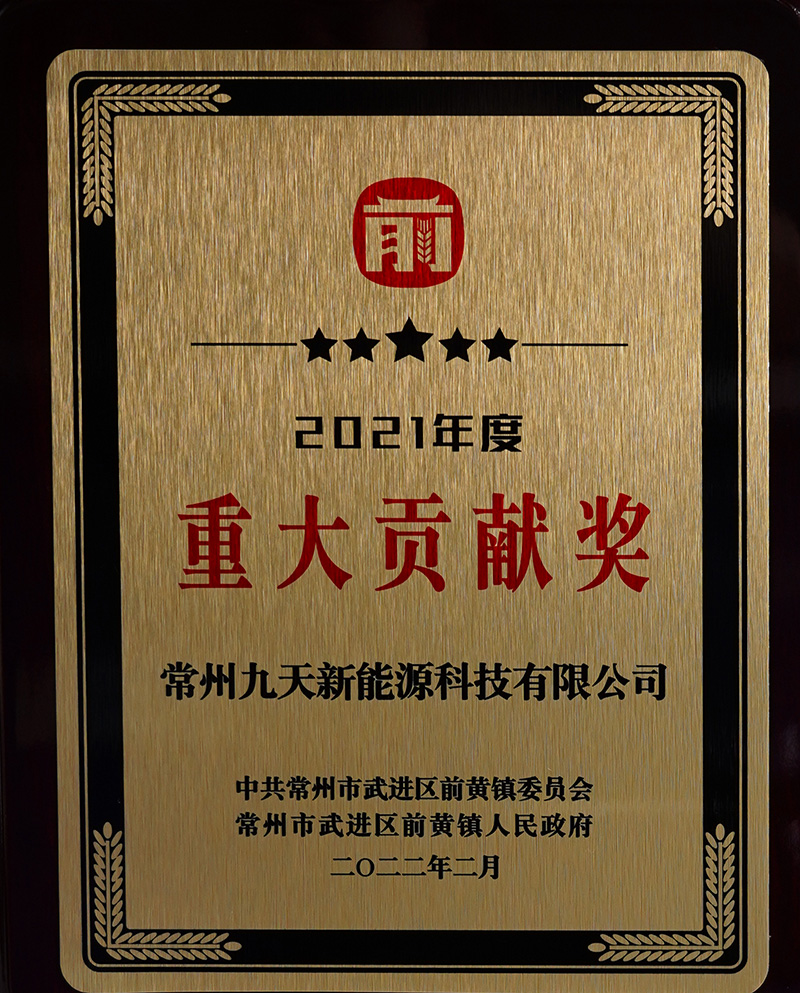 前
2021年度
重大贡献奖
常州九天新能源科技有限公司
中共常州市武进区前黄镇委员会
常州市武进区前黄镇人民政府
二〇二二年二月